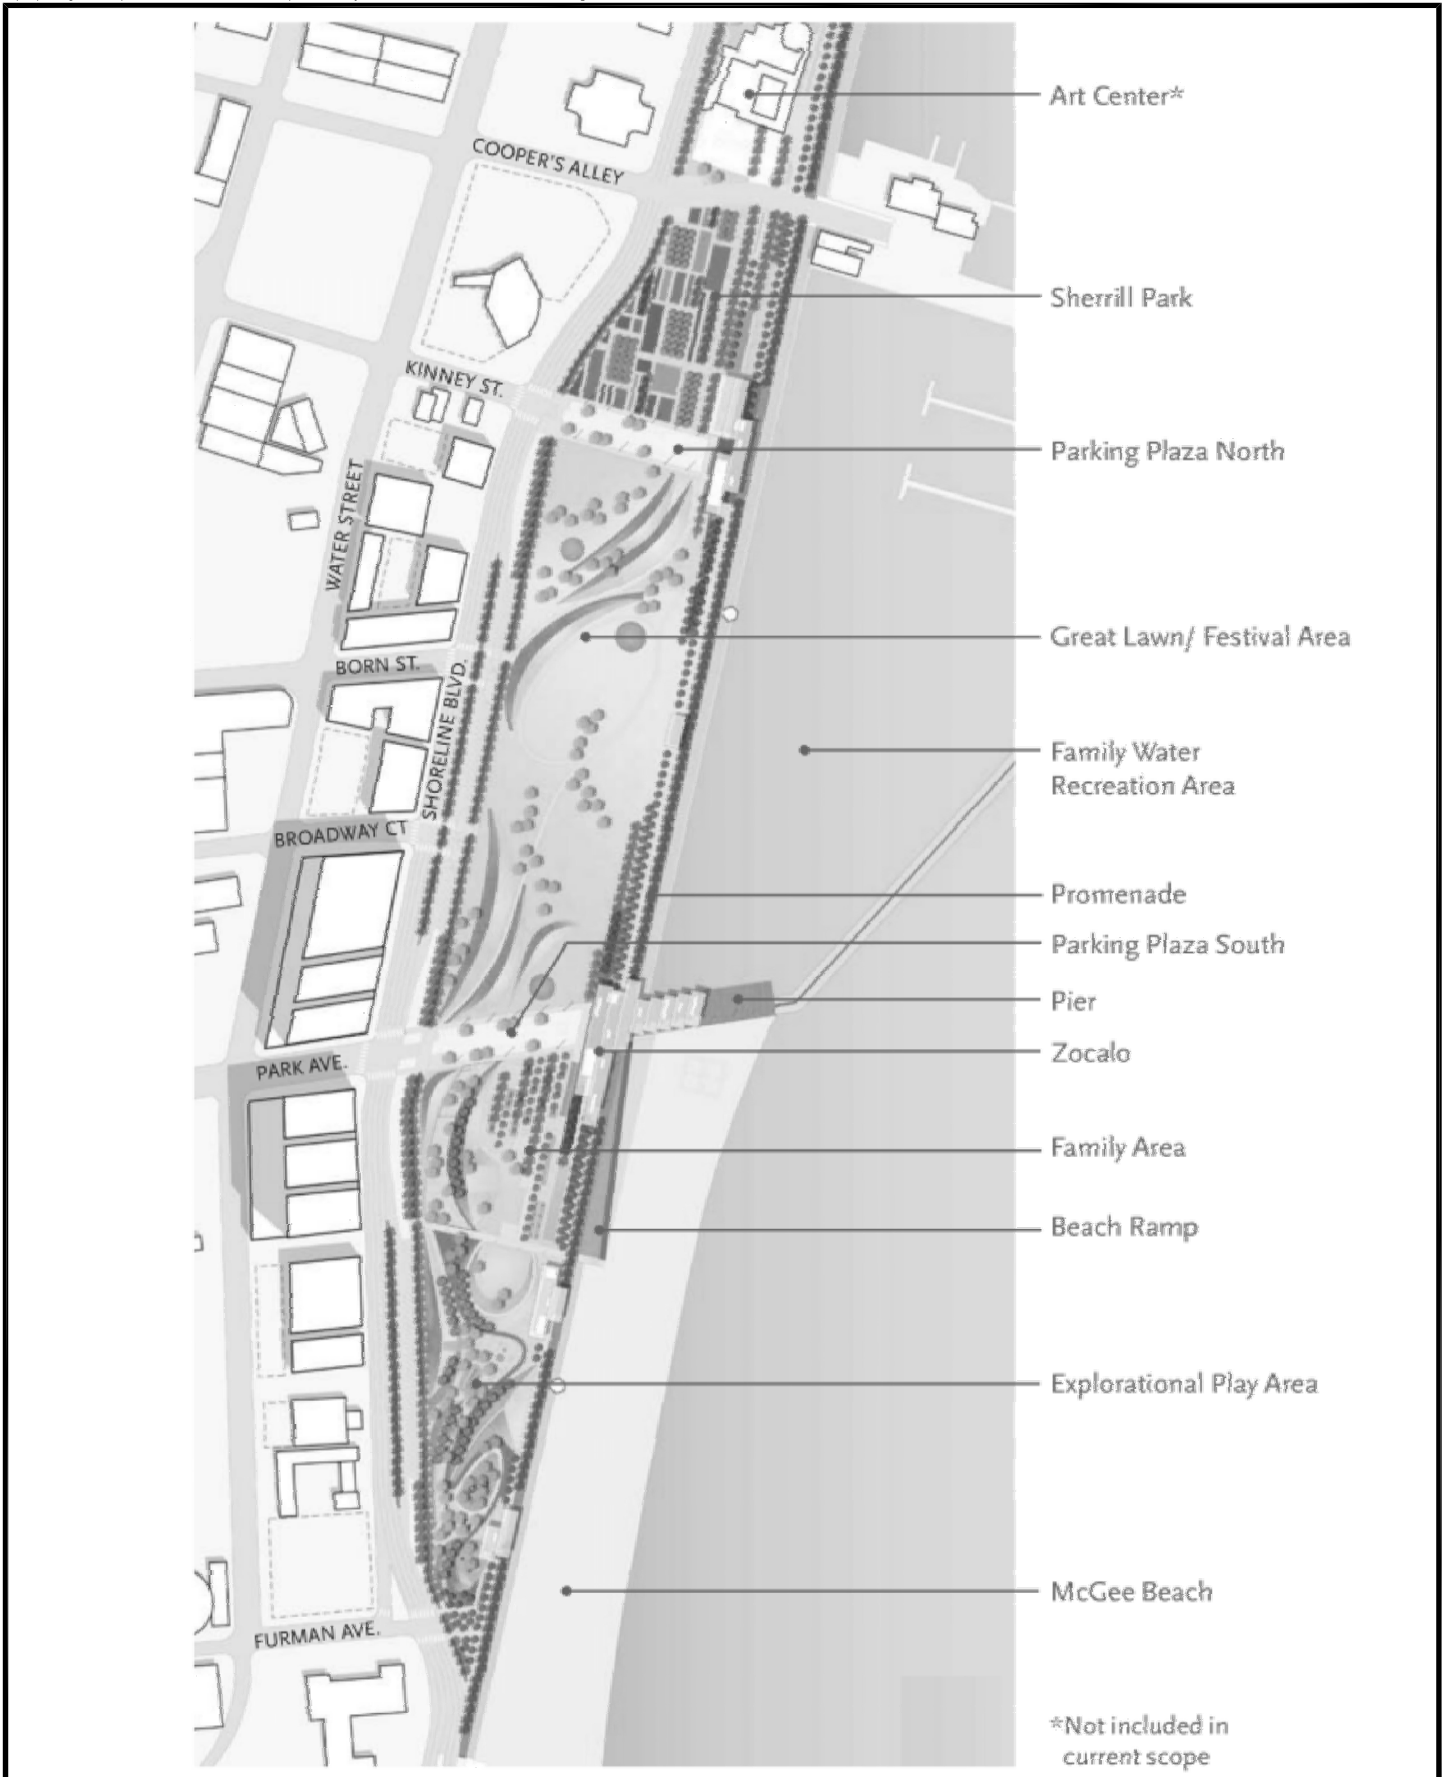 Art Center*
COOPER'S ALLEY
Sherrill Park
KINNEY ST.
Parking Plaza North
WATER STREET
Great Lawn/ Festival Area
BORN ST.
SHORELINE BLVD.
Family Water
Recreation Area
BROADWAY CT
Promenade
Parking Plaza South
Pier
Zocalo
PARK AVE.
Family Area
Beach Ramp
Explorational Play Area
McGee Beach
FURMAN AVE.
*Not included in
current scope